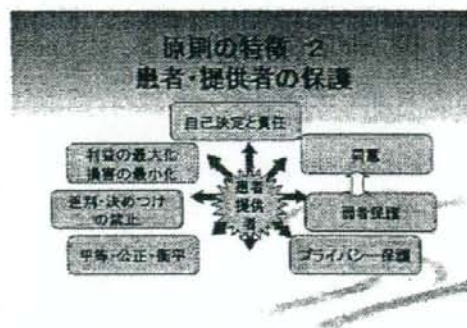 原則の特徴 2
患者・提供者の保護
自己決定と責任
利益の最大化
損害の最小化
同意
患者
提供
者
差別・決めつけ
の禁止
弱者保護
平等・公正・衡平
プライバシー保護